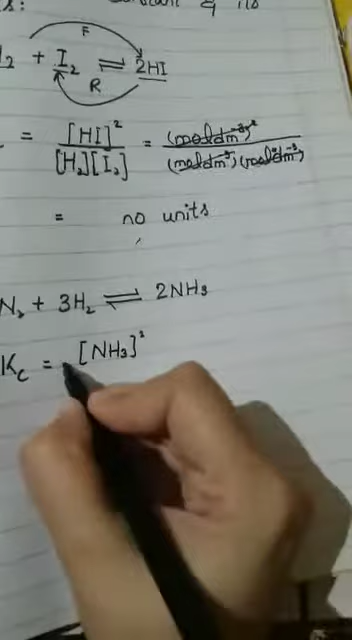 & its
+ I₂ ⇌ 2HI
F
R
= [HI]² / [H₂][I₂] = (moldm⁻³)² / (moldm⁻³)(moldm⁻³)
= no units
N₂ + 3H₂ ⇌ 2NH₃
Kc = [NH₃]²